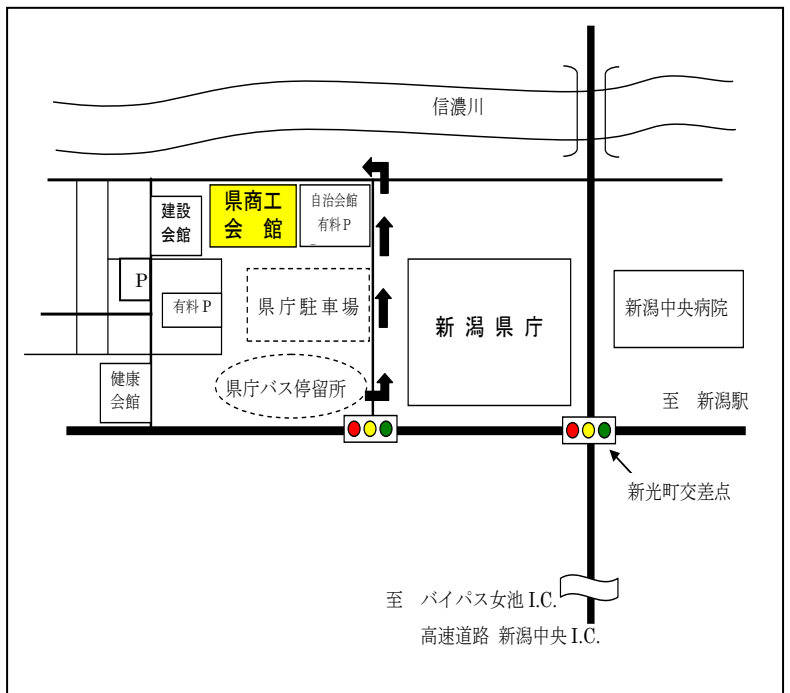 信濃川
建設
会館
県商工
会　館
自治会館
有料 P
P
有料 P
県庁駐車場
新 潟 県 庁
新潟中央病院
健康
会館
県庁バス停留所
至　新潟駅
新光町交差点
至　バイパス女池 I.C.
高速道路 新潟中央 I.C.